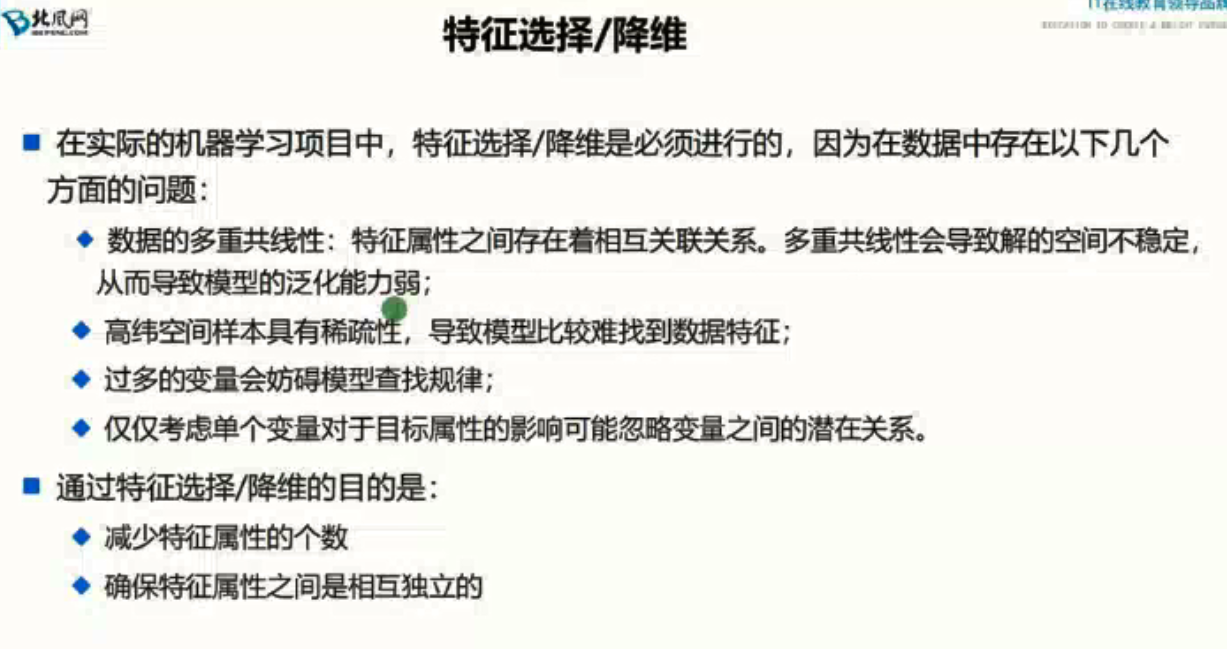 北风网
IBEIFENG.COM
IT在线教育领导品牌
特征选择/降维
在实际的机器学习项目中，特征选择/降维是必须进行的，因为在数据中存在以下几个
方面的问题：
数据的多重共线性：特征属性之间存在着相互关联关系。多重共线性会导致解的空间不稳定，
从而导致模型的泛化能力弱；
高纬空间样本具有稀疏性，导致模型比较难找到数据特征；
过多的变量会妨碍模型查找规律；
仅仅考虑单个变量对于目标属性的影响可能忽略变量之间的潜在关系。
通过特征选择/降维的目的是：
减少特征属性的个数
确保特征属性之间是相互独立的